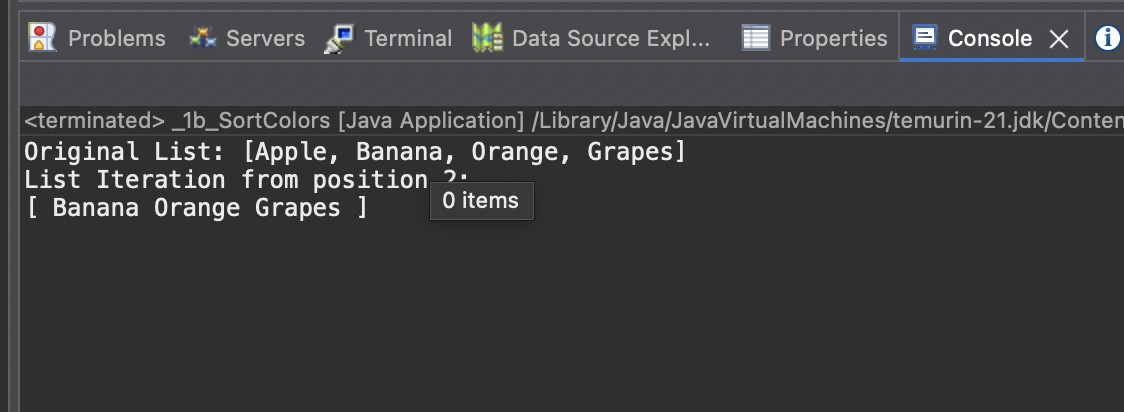 Problems Servers Terminal Data Source Expl... Properties Console
<terminated> _1b_SortColors [Java Application] /Library/Java/JavaVirtualMachines/temurin-21.jdk/Conten
Original List: [Apple, Banana, Orange, Grapes]
List Iteration from position 2:
0 items
[ Banana Orange Grapes ]